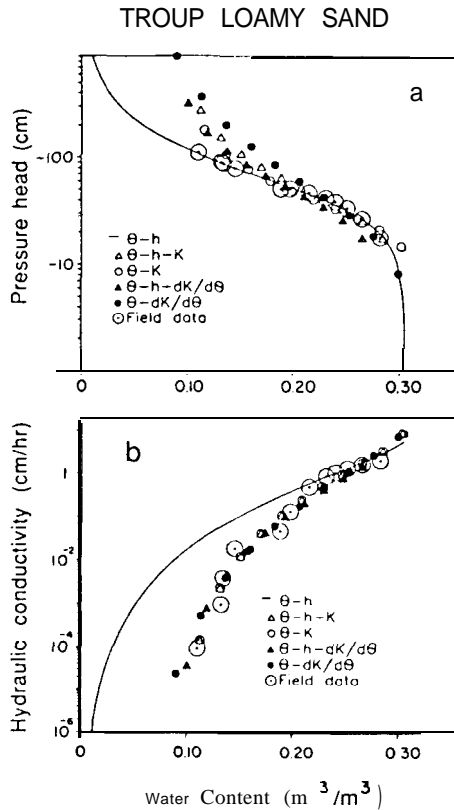 TROUP LOAMY SAND
a
Pressure head (cm)
-100
-10
— θ-h
△ θ-h-K
○ θ-K
▲ θ-h-dK/dθ
● θ-dK/dθ
⊙ Field data
0 0.10 0.20 0.30
b
Hydraulic conductivity (cm/hr)
1
10⁻²
10⁻⁴
10⁻⁶
— θ-h
△ θ-h-K
○ θ-K
▲ θ-h-dK/dθ
● θ-dK/dθ
⊙ Field data
0 0.10 0.20 0.30
Water Content (m³/m³)